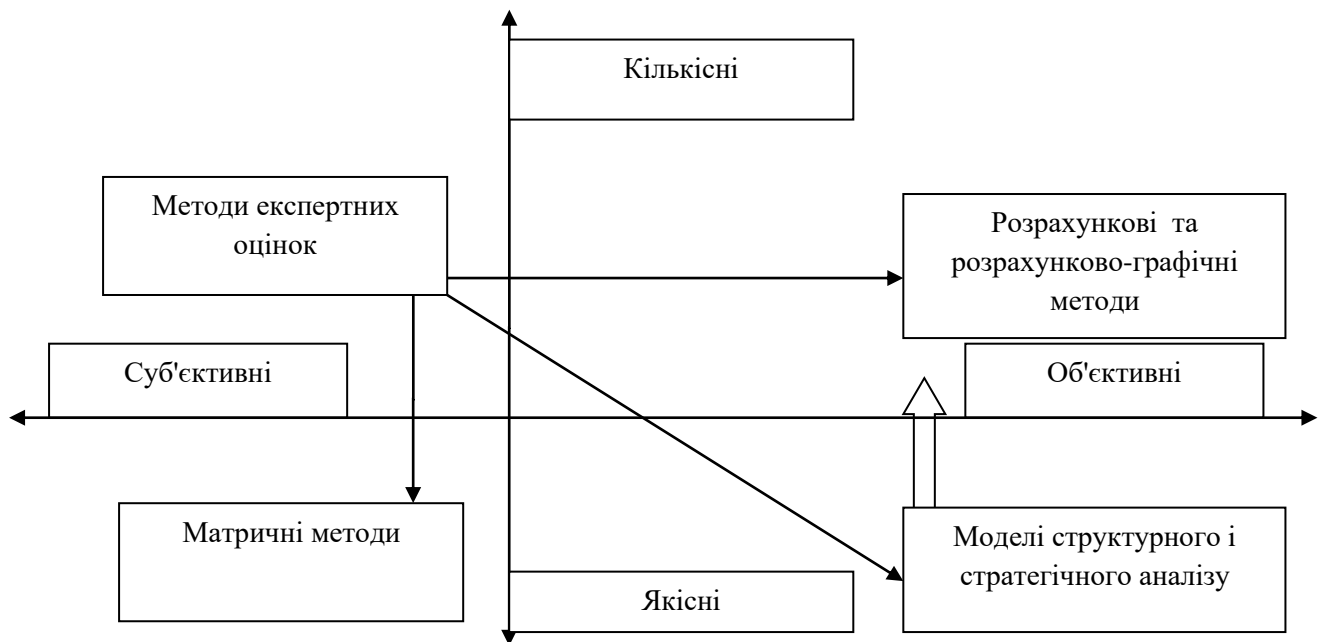 Кількісні
Методи експертних
оцінок
Розрахункові та
розрахунково-графічні
методи
Суб'єктивні
Об'єктивні
Матричні методи
Моделі структурного і
стратегічного аналізу
Якісні